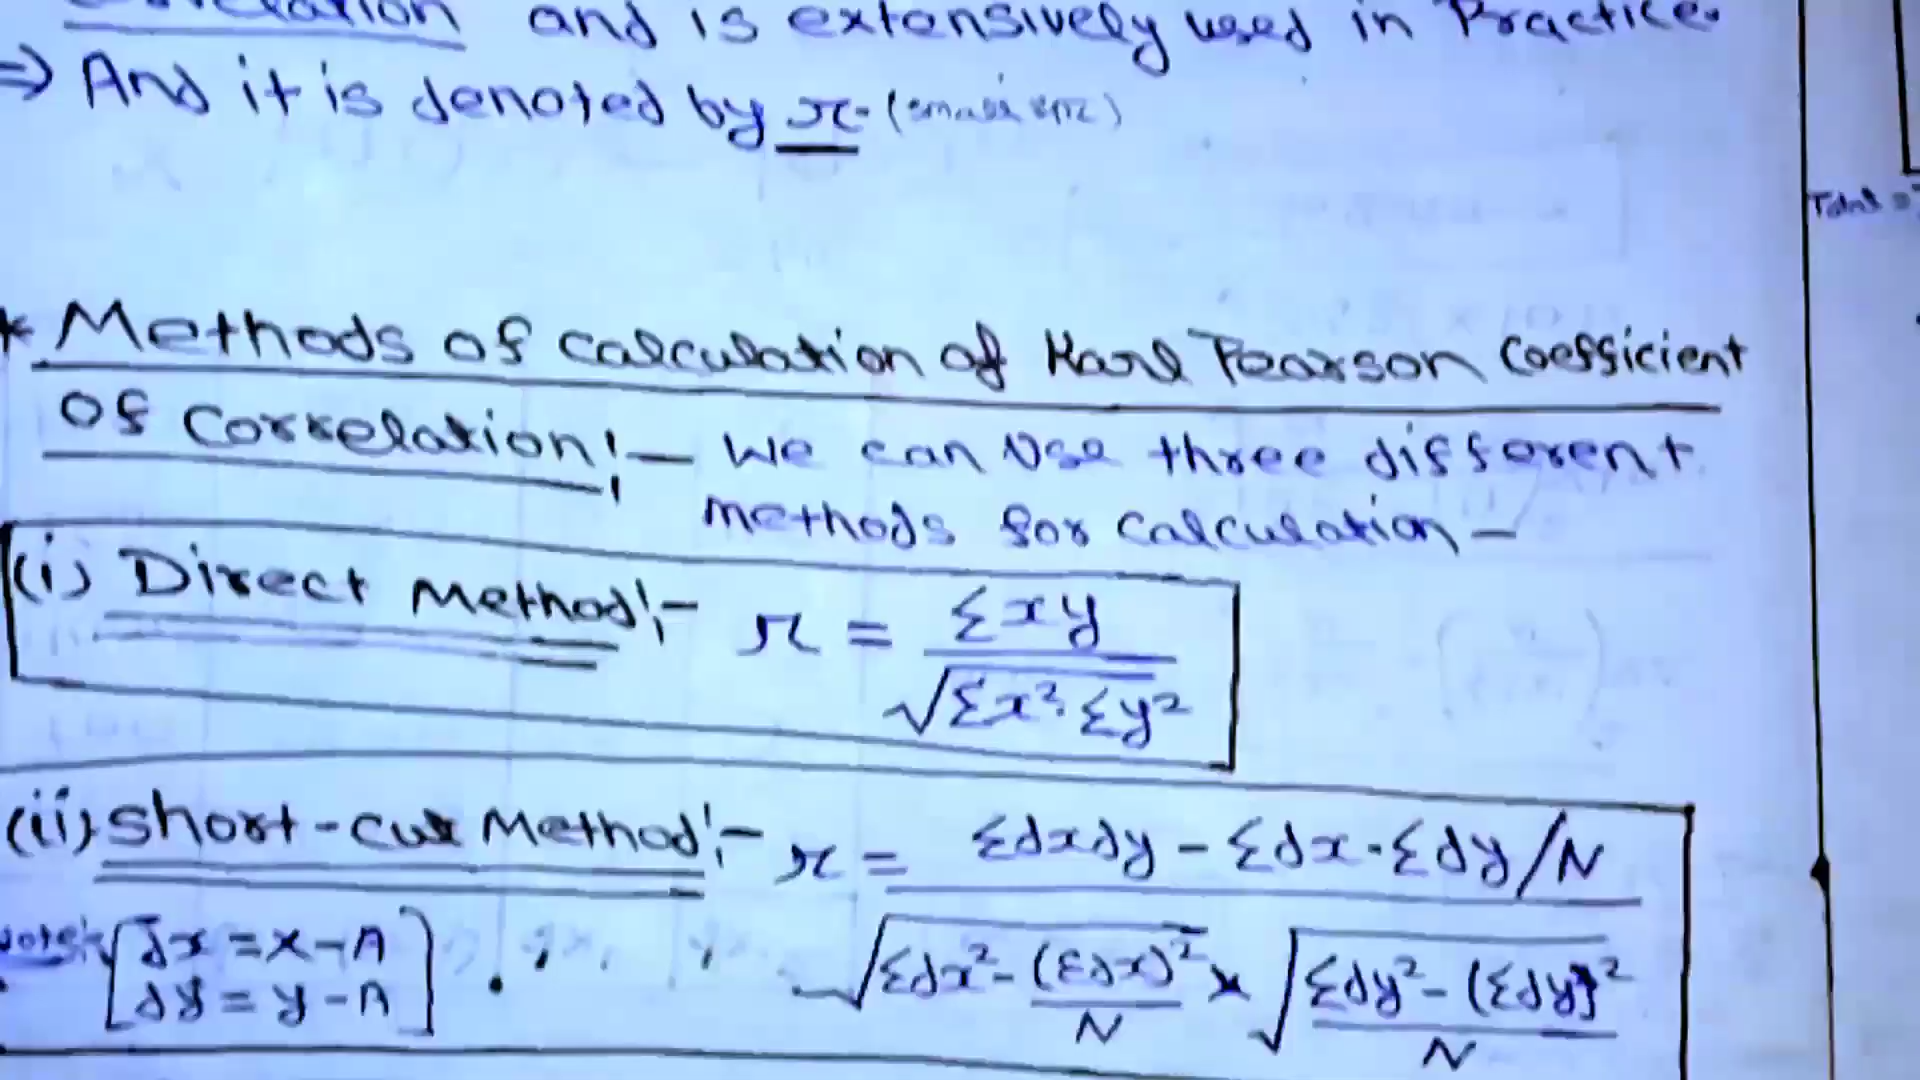 and is extensively used in Practice.
⇒ And it is denoted by r. (small
Total =
* Methods of Calculation of Karl Pearson Coefficient
of Correlation:— We can Use three different
methods for Calculation —
(i) Direct Method:- r = Σxy / √Σx².Σy²
(ii) Short-cut Method:- r = Σdxdy - Σdx.Σdy/N / √Σdx² - (Σdx)²/N × √Σdy² - (Σdy)²/N
[dx = x - A
dy = y - A]